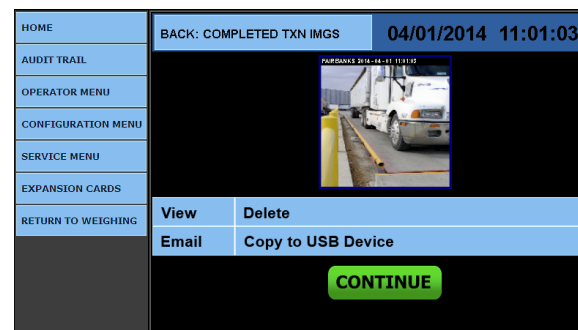 HOME
AUDIT TRAIL
OPERATOR MENU
CONFIGURATION MENU
SERVICE MENU
EXPANSION CARDS
RETURN TO WEIGHING
BACK: COMPLETED TXN IMGS
04/01/2014 11:01:03
FAIRBANKS 2014-04-01 11:01:02
View Delete
Email Copy to USB Device
CONTINUE